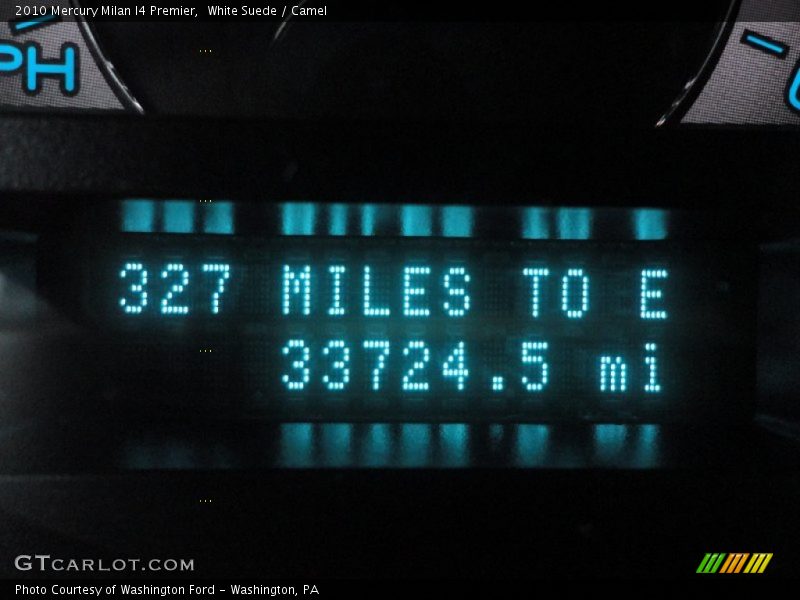 2010 Mercury Milan I4 Premier,  White Suede / Camel
PH
327 MILES TO E
33724.5 mi
GTCARLOT.COM
Photo Courtesy of Washington Ford - Washington, PA